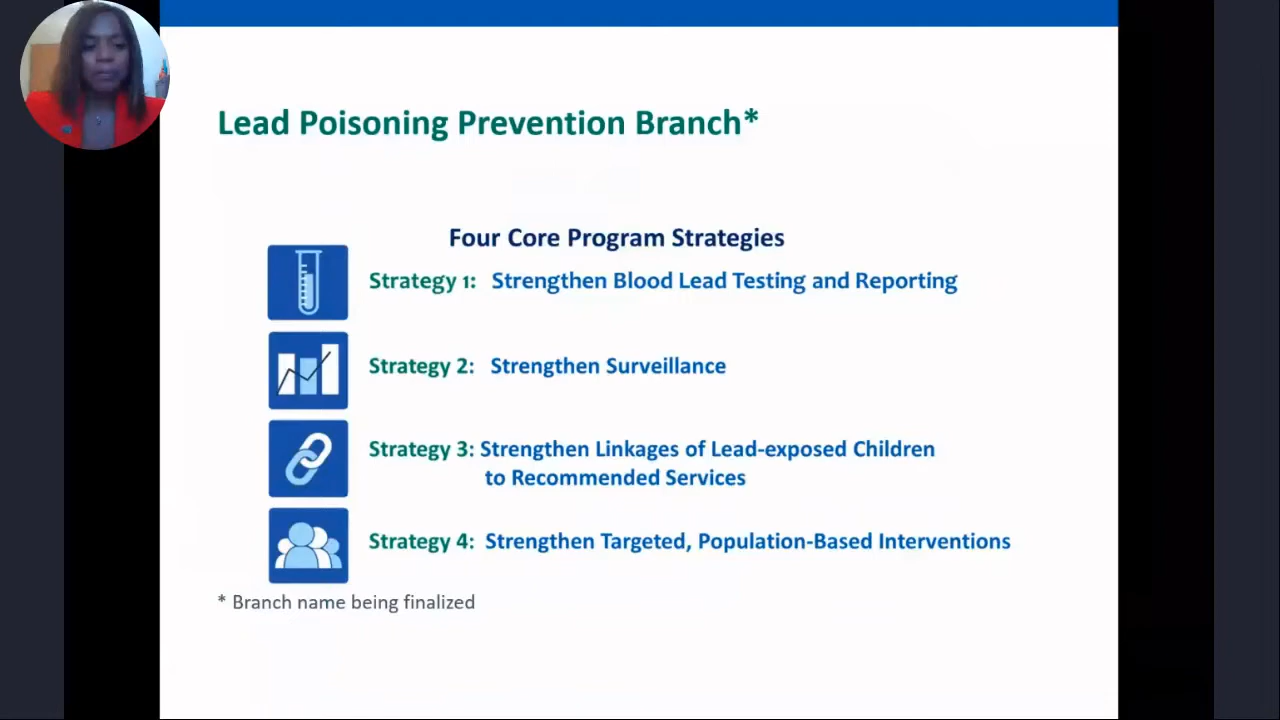 Lead Poisoning Prevention Branch*
Four Core Program Strategies
Strategy 1: Strengthen Blood Lead Testing and Reporting
Strategy 2: Strengthen Surveillance
Strategy 3: Strengthen Linkages of Lead-exposed Children
to Recommended Services
Strategy 4: Strengthen Targeted, Population-Based Interventions
* Branch name being finalized